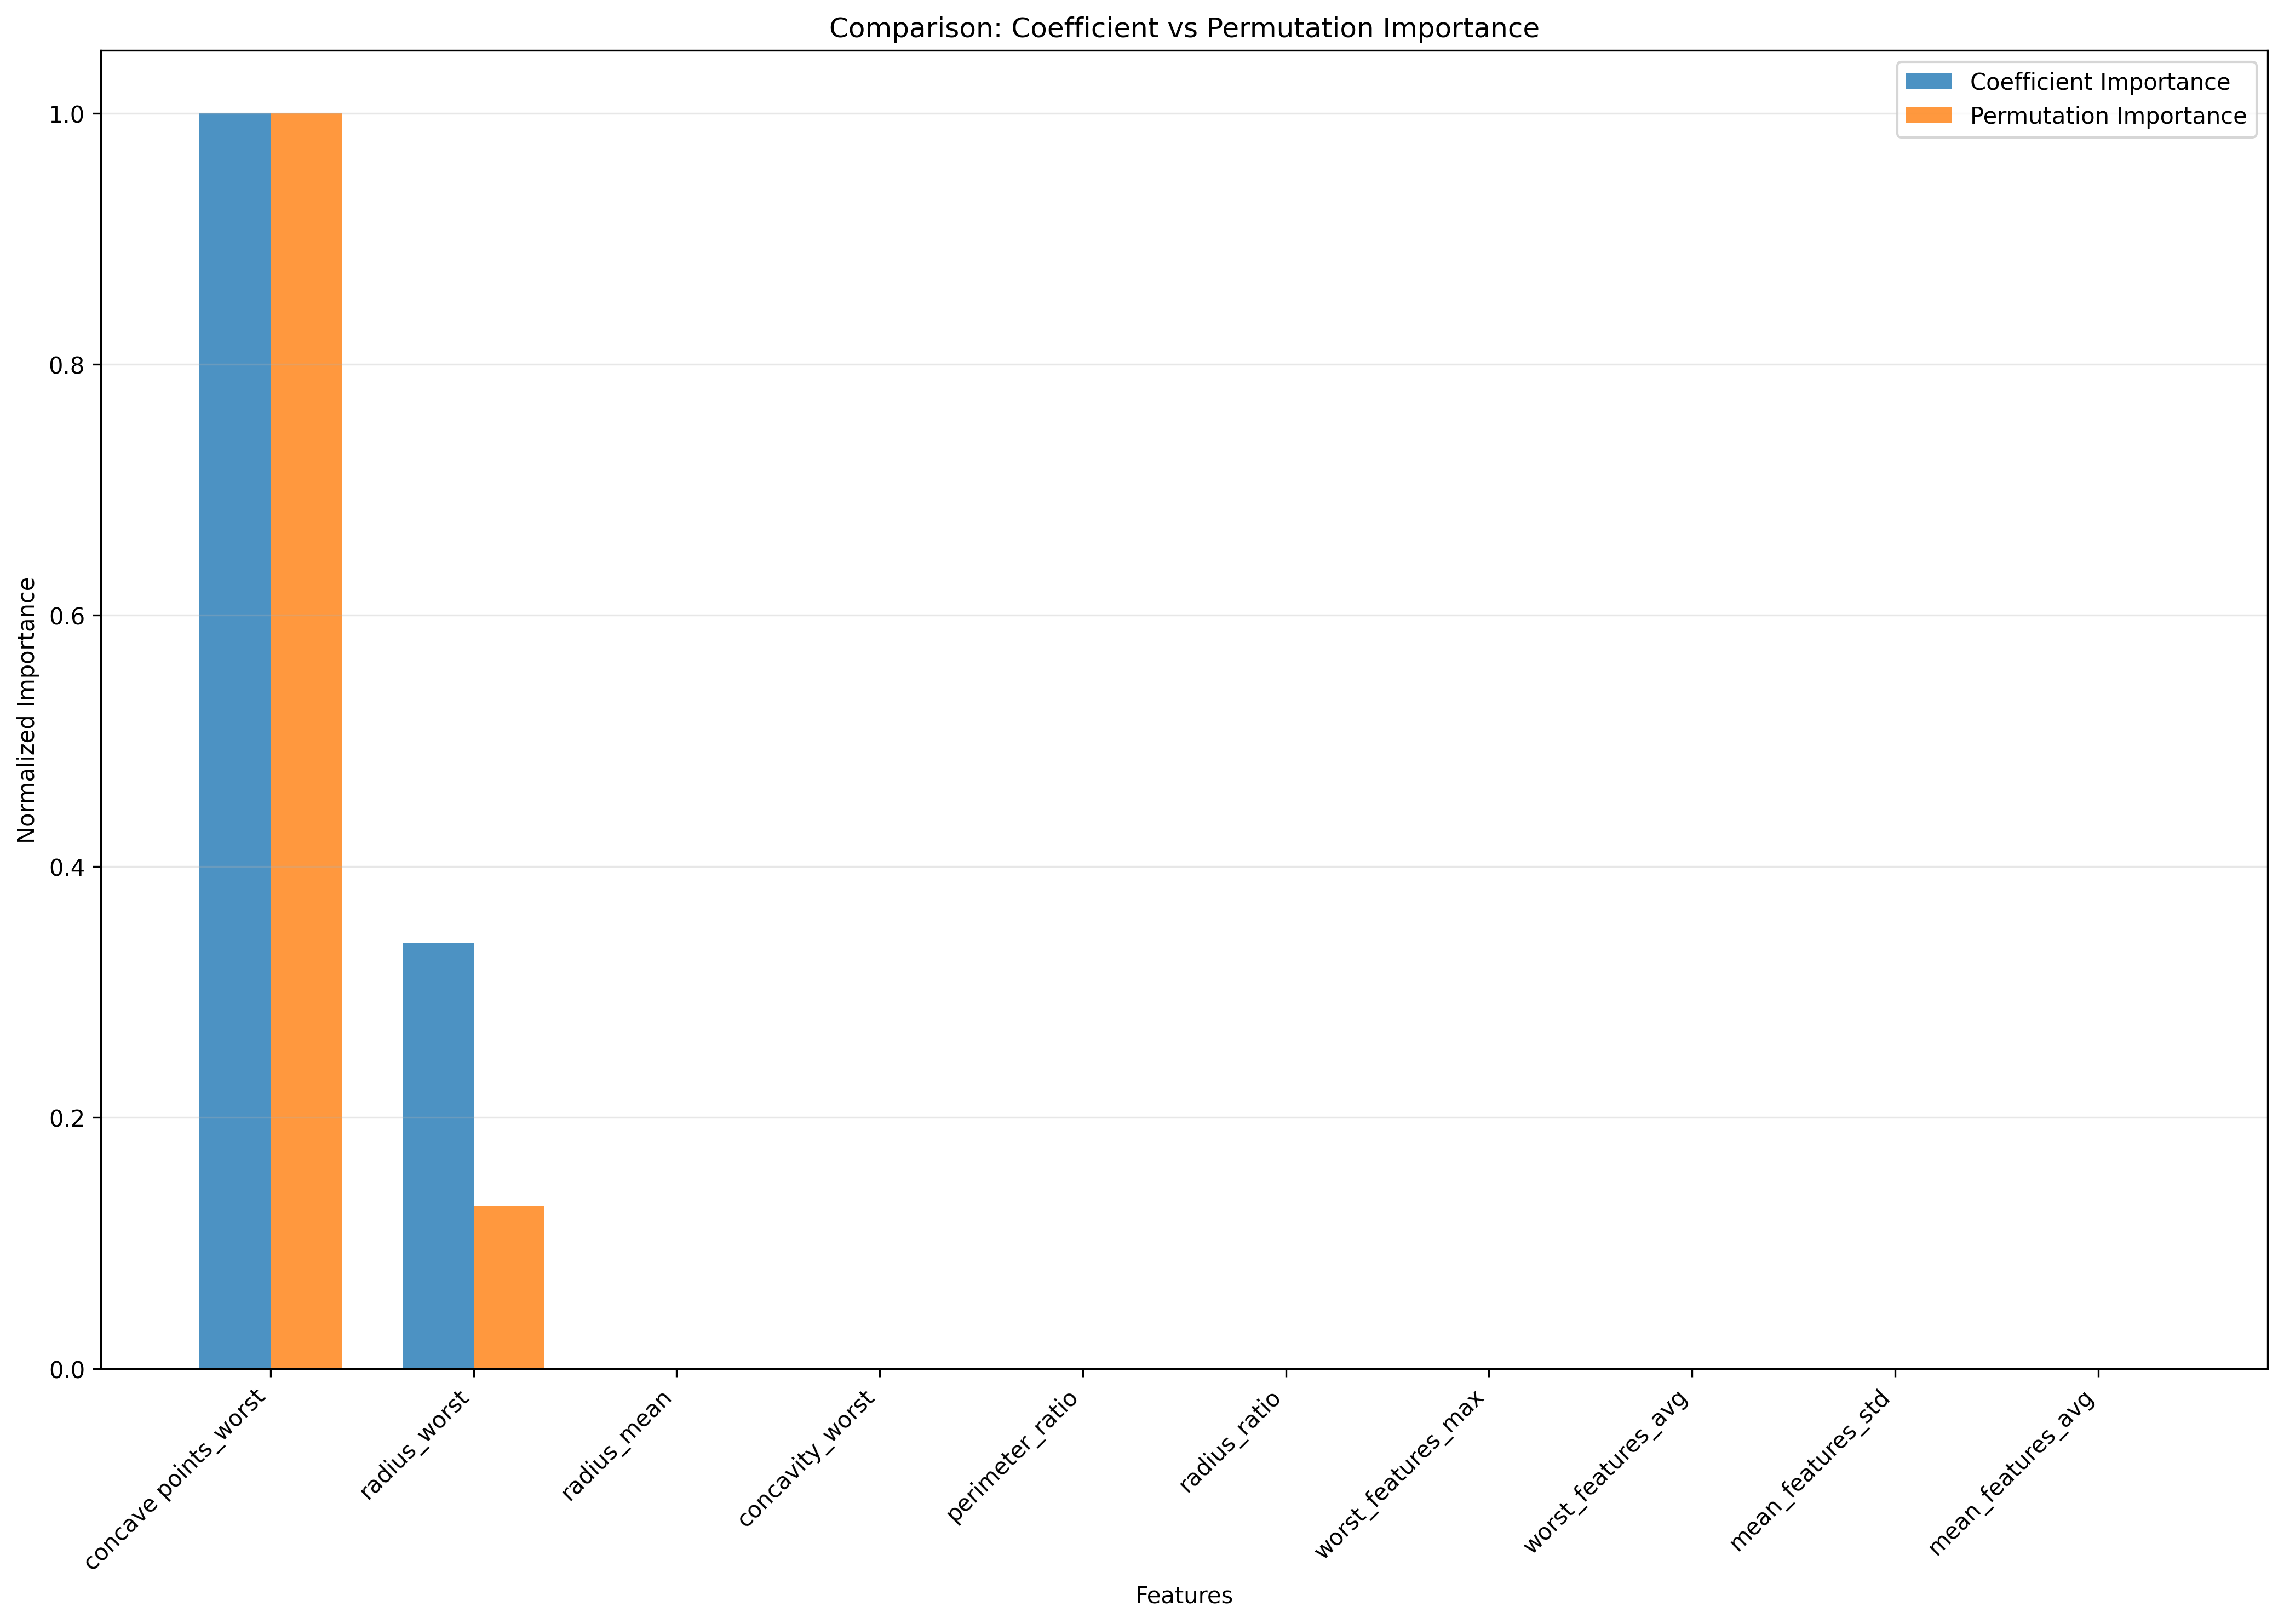 Comparison: Coefficient vs Permutation Importance
Coefficient Importance
Permutation Importance
Normalized Importance
1.0
0.8
0.6
0.4
0.2
0.0
concave points_worst
radius_worst
radius_mean
concavity_worst
perimeter_ratio
radius_ratio
worst_features_max
worst_features_avg
mean_features_std
mean_features_avg
Features